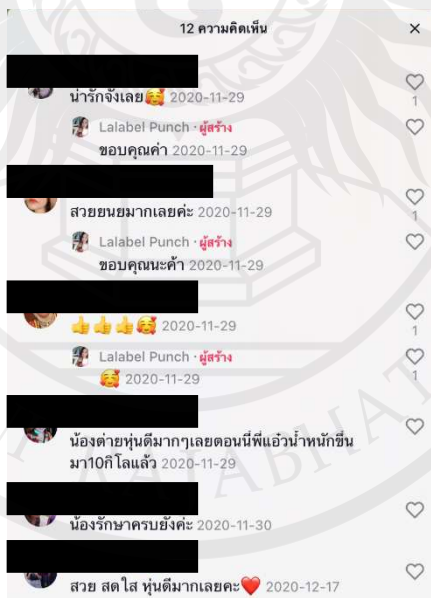 12 ความคิดเห็น
น่ารักจังเลย🥰 2020-11-29
1
Lalabel Punch · ผู้สร้าง
ขอบคุณค่า 2020-11-29
สวยยนยมากเลยค่ะ 2020-11-29
1
Lalabel Punch · ผู้สร้าง
ขอบคุณนะค้า 2020-11-29
👍👍👍🥰 2020-11-29
1
Lalabel Punch · ผู้สร้าง
🥰 2020-11-29
1
น้องต่ายหุ่นดีมากๆเลยตอนนี่พี่แอ๋วน้ำหนักขึ้น
มา10กิโลแล้ว 2020-11-29
น้องรักษาครบยังค่ะ 2020-11-30
สวย สดใส หุ่นดีมากเลยคะ❤️ 2020-12-17